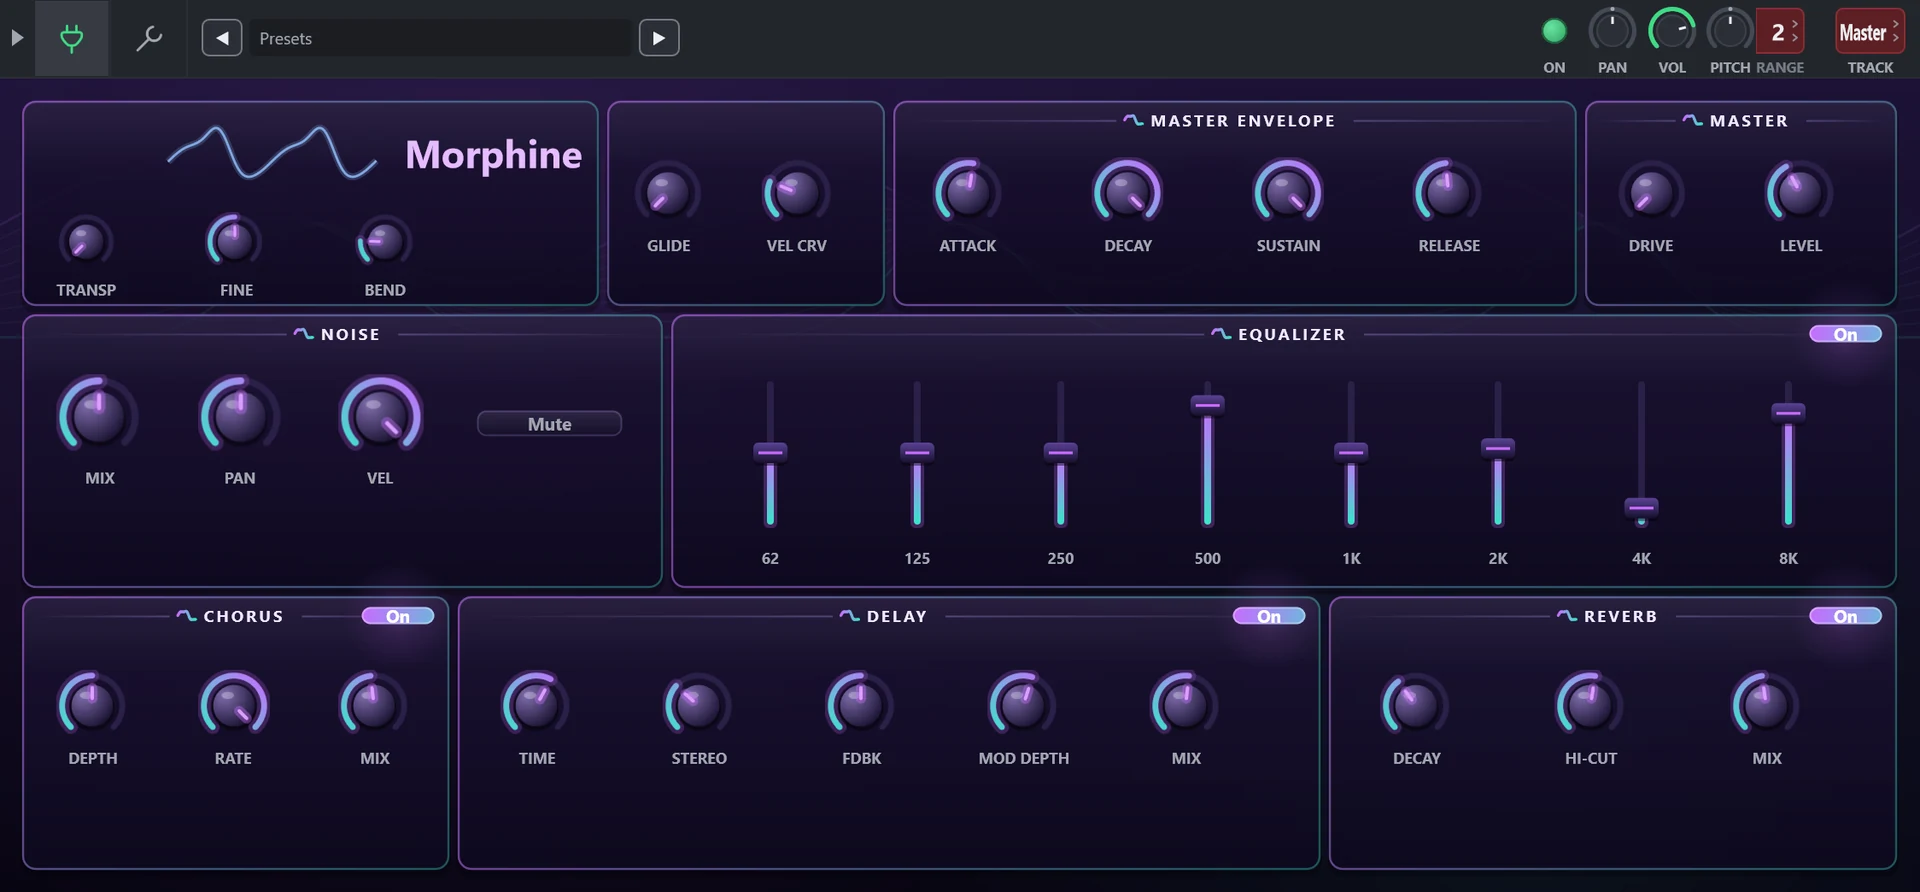 Presets
2
Master
ON
PAN
VOL
PITCH
RANGE
TRACK
Morphine
TRANSP
FINE
BEND
GLIDE
VEL CRV
MASTER ENVELOPE
ATTACK
DECAY
SUSTAIN
RELEASE
MASTER
DRIVE
LEVEL
NOISE
MIX
PAN
VEL
Mute
EQUALIZER
On
62
125
250
500
1K
2K
4K
8K
CHORUS
On
DEPTH
RATE
MIX
DELAY
On
TIME
STEREO
FDBK
MOD DEPTH
MIX
REVERB
On
DECAY
HI-CUT
MIX